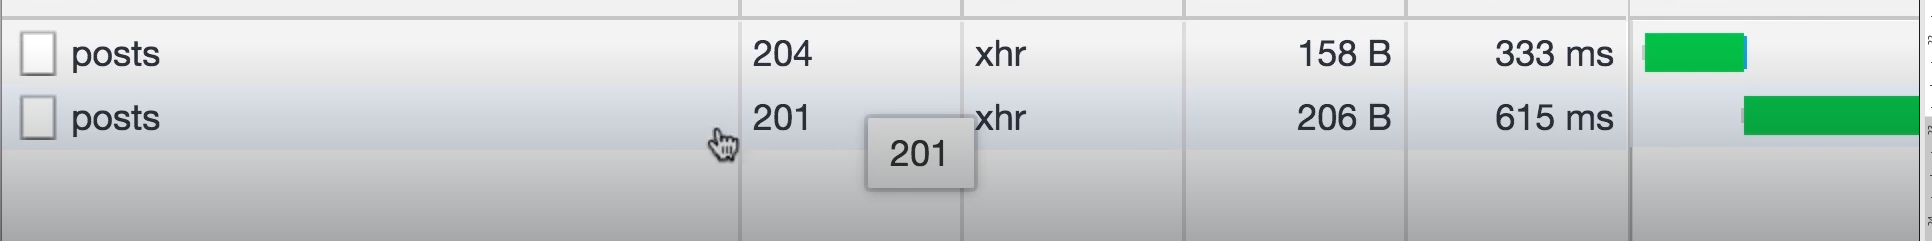 posts 204 xhr 158 B 333 ms
posts 201 xhr 206 B 615 ms
201